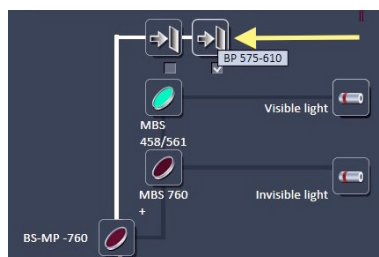 BP 575-610
Visible light
MBS
458/561
MBS 760
+
Invisible light
BS-MP -760